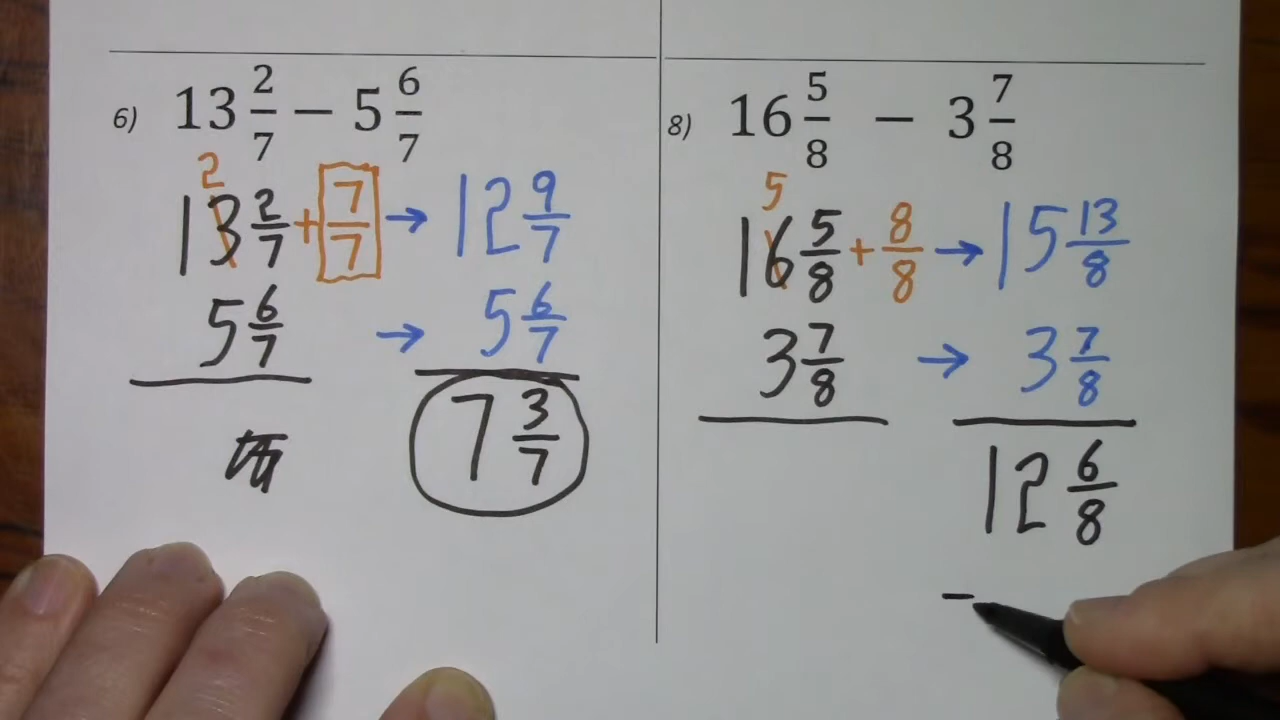 6) 13 2/7 − 5 6/7
2
13 2/7 + 7/7 → 12 9/7
5 6/7 → 5 6/7
7 3/7
8) 16 5/8 − 3 7/8
5
16 5/8 + 8/8 → 15 13/8
3 7/8 → 3 7/8
12 6/8